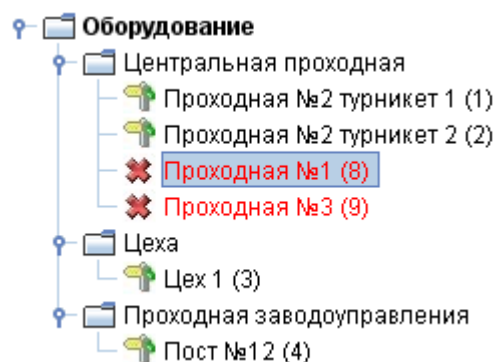 Оборудование
Центральная проходная
Проходная №2 турникет 1 (1)
Проходная №2 турникет 2 (2)
Проходная №1 (8)
Проходная №3 (9)
Цеха
Цех 1 (3)
Проходная заводоуправления
Пост №12 (4)